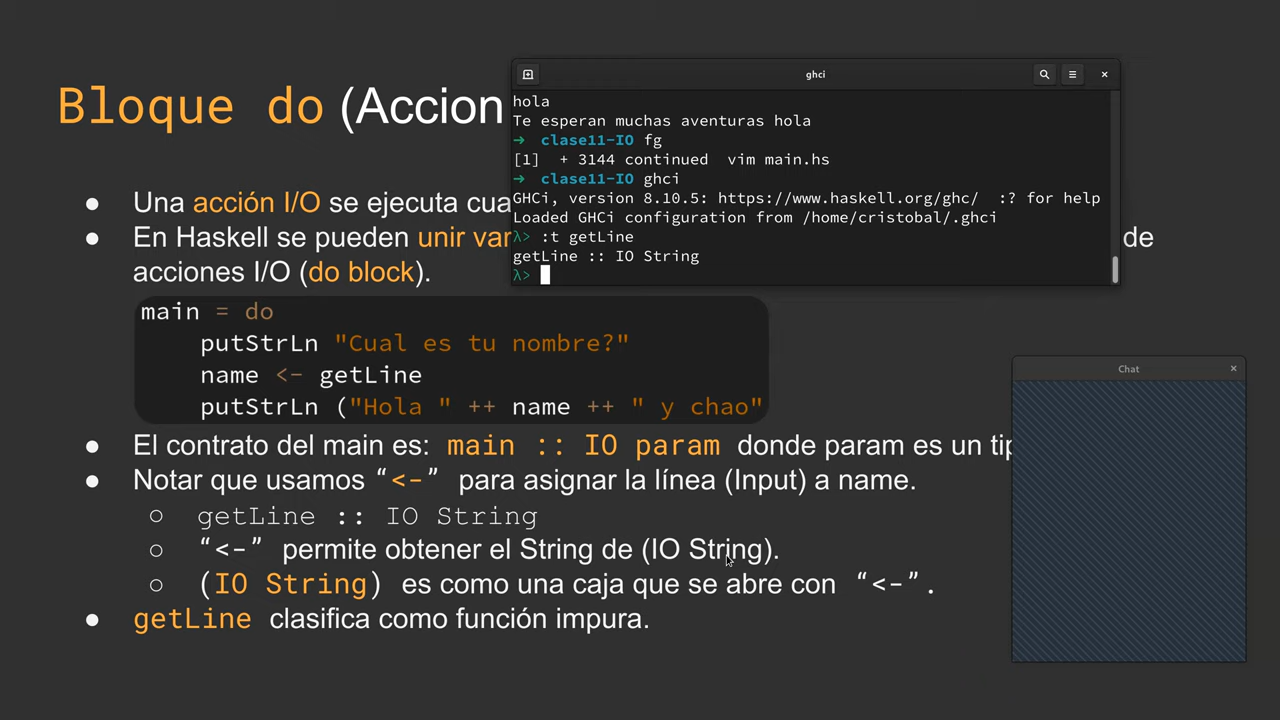 Bloque do (Accion
ghci
hola
Te esperan muchas aventuras hola
→ clase11-IO fg
[1] + 3144 continued vim main.hs
→ clase11-IO ghci
GHCi, version 8.10.5: https://www.haskell.org/ghc/ :? for help
Loaded GHCi configuration from /home/cristobal/.ghci
λ> :t getLine
getLine :: IO String
λ>
● Una acción I/O se ejecuta cua
● En Haskell se pueden unir var de
acciones I/O (do block).
main = do
putStrLn "Cual es tu nombre?"
name <- getLine
putStrLn ("Hola " ++ name ++ " y chao"
Chat
● El contrato del main es: main :: IO param donde param es un tip
● Notar que usamos “<-” para asignar la línea (Input) a name.
○ getLine :: IO String
○ “<-” permite obtener el String de (IO String).
○ (IO String) es como una caja que se abre con “<-”.
● getLine clasifica como función impura.